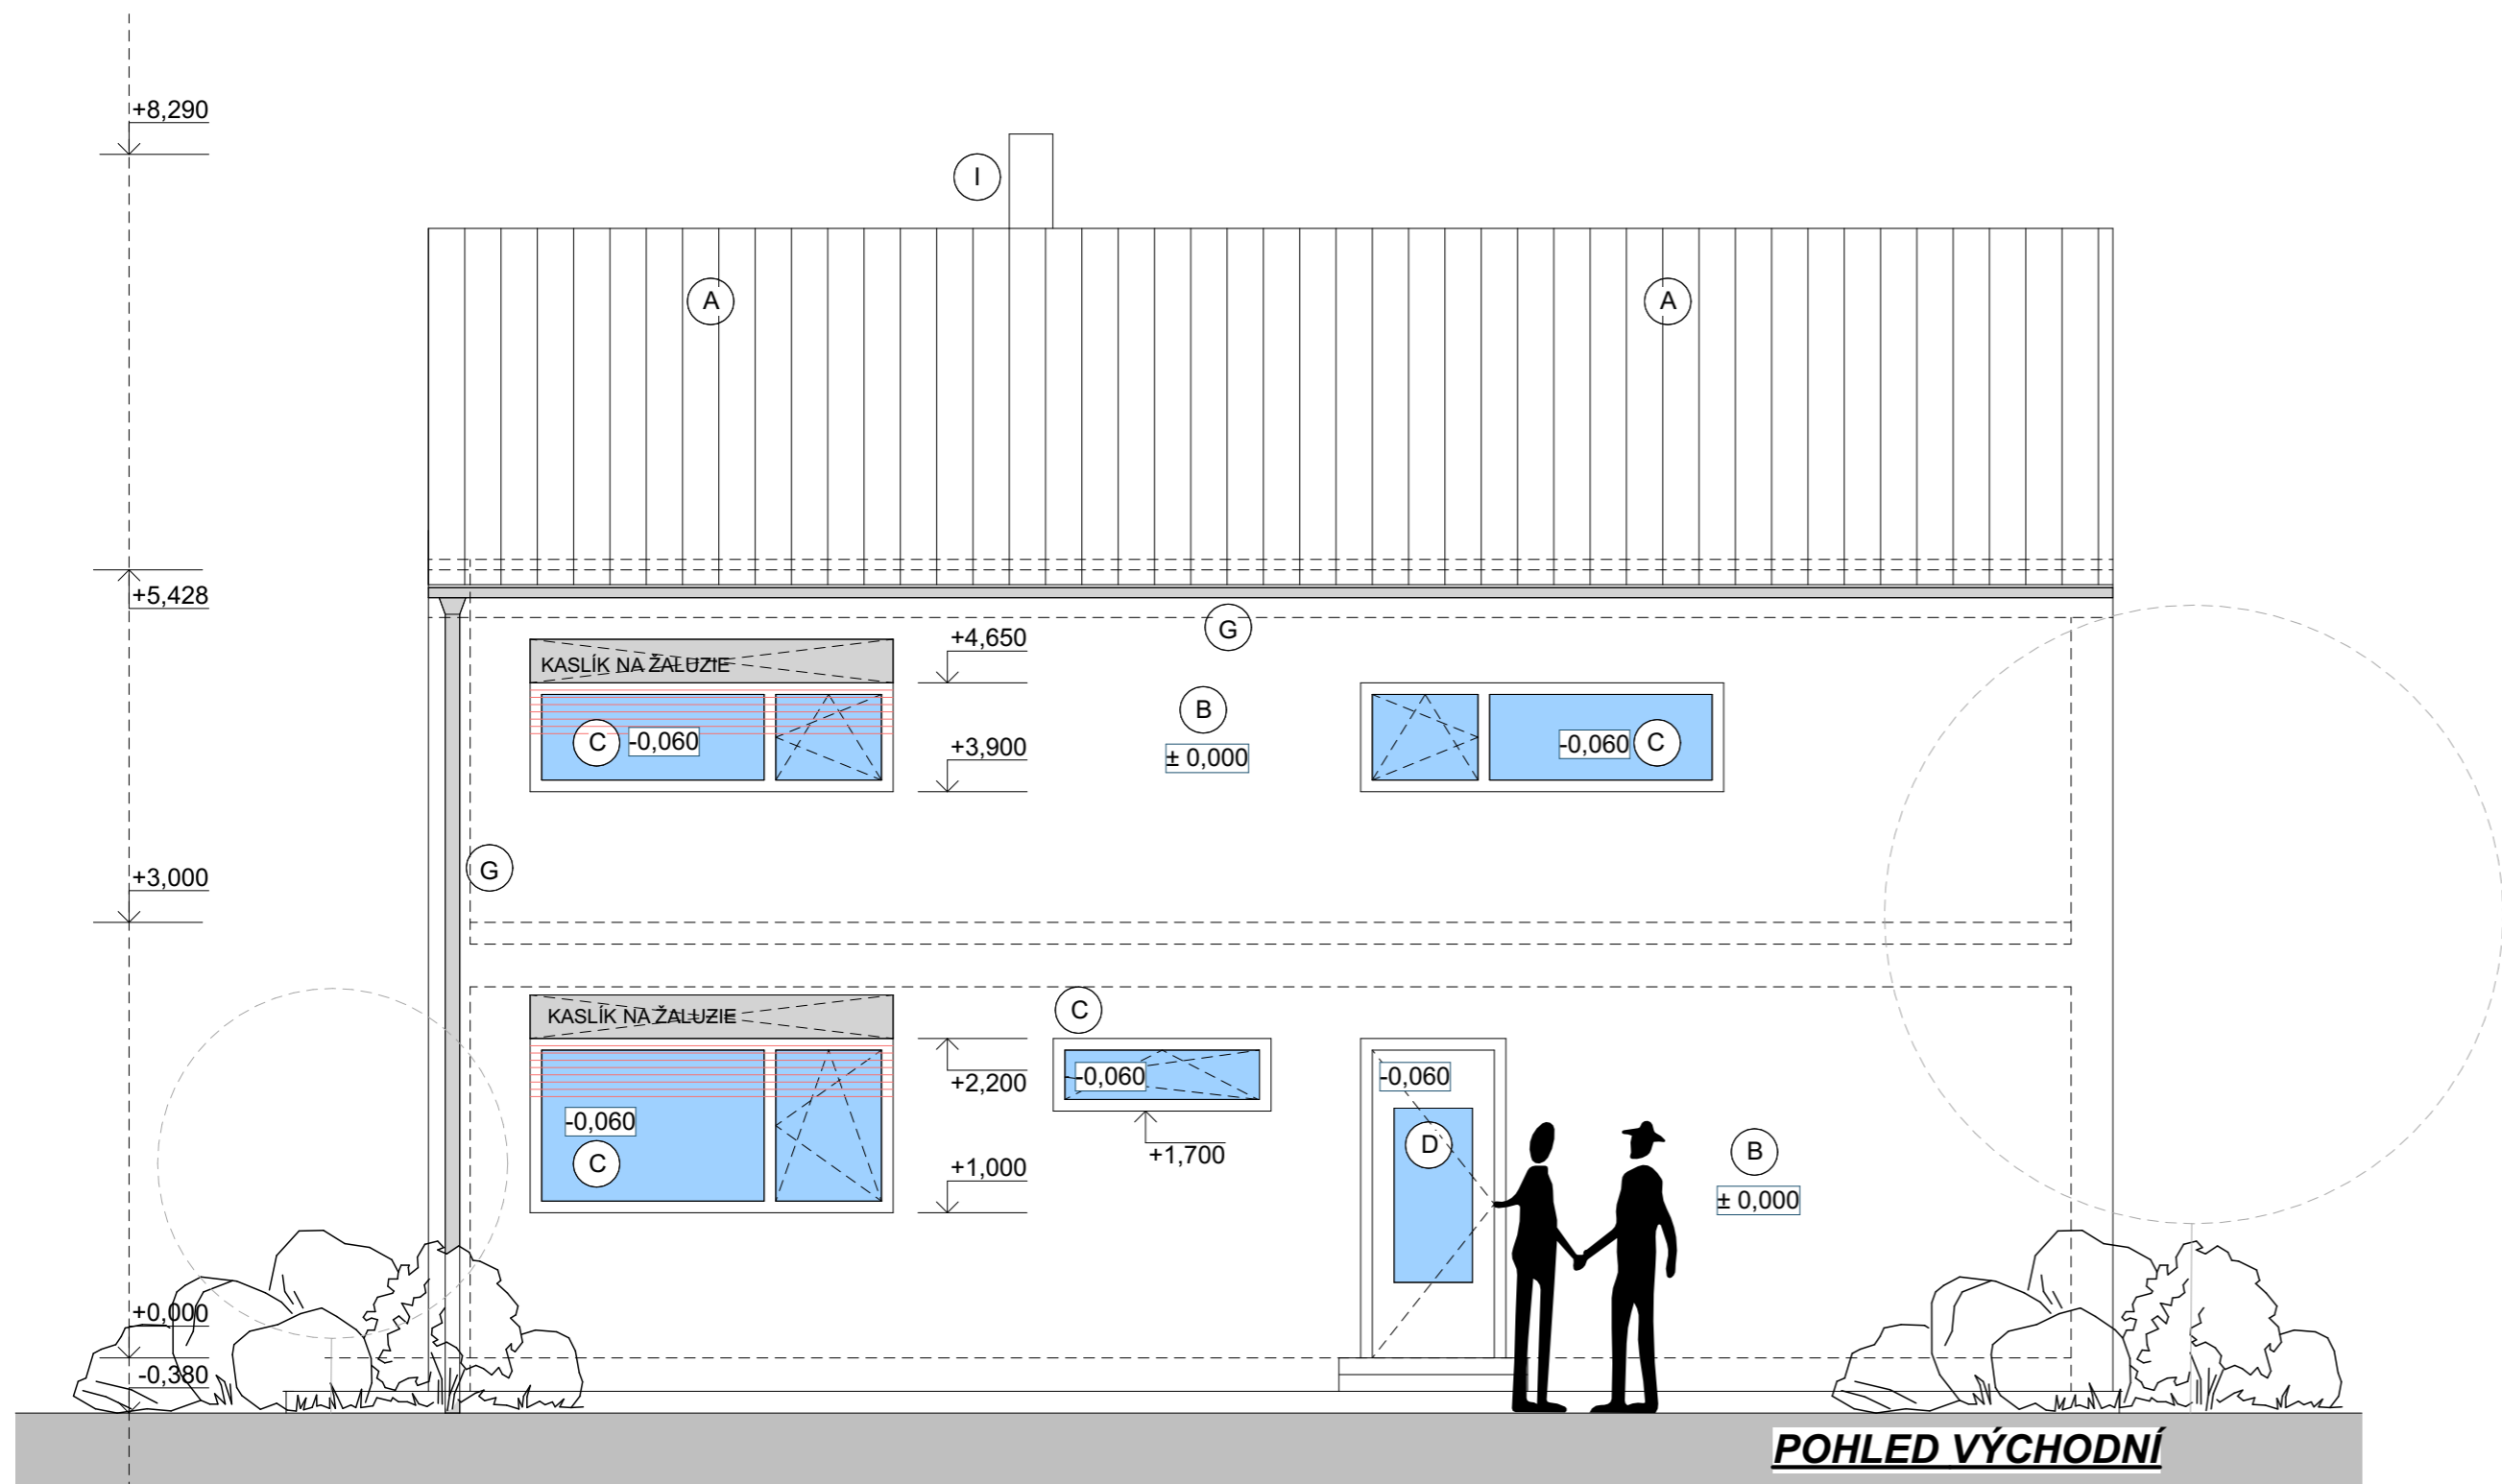 +8,290
I
A
A
+5,428
G
+4,650
KASLÍK NA ŽALUZIE
B
C
-0,060
-0,060
C
+3,900
± 0,000
G
+3,000
C
KASLÍK NA ŽALUZIE
+2,200
-0,060
-0,060
-0,060
C
D
B
+1,700
+1,000
± 0,000
+0,000
-0,380
POHLED VÝCHODNÍ